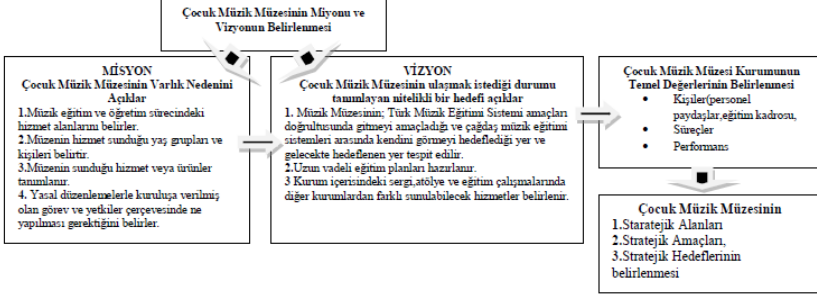 Çocuk Müzik Müzesinin Miyonu ve
Vizyonun Belirlenmesi
MİSYON
Çocuk Müzik Müzesinin Varlık Nedenini
Açıklar
1.Müzik eğitim ve öğretim sürecindeki
hizmet alanlarını belirler.
2.Müzenin hizmet sunduğu yaş grupları ve
kişileri belirtir.
3.Müzenin sunduğu hizmet veya ürünler
tanımlanır.
4. Yasal düzenlemelerle kuruluşa verilmiş
olan görev ve yetkiler çerçevesinde ne
yapılması gerektiğini belirler.
VİZYON
Çocuk Müzik Müzesinin ulaşmak istediği durumu
tanımlayan nitelikli bir hedefi açıklar
1. Müzik Müzesinin; Türk Müzik Eğitimi Sistemi amaçları
doğrultusunda gitmeyi amaçladığı ve çağdaş müzik eğitimi
sistemleri arasında kendini görmeyi hedeflediği yer ve
gelecekte hedeflenen yer tespit edilir.
2.Uzun vadeli eğitim planları hazırlanır.
3 Kurum içerisindeki sergi,atölye ve eğitim çalışmalarında
diğer kurumlardan farklı sunulabilecek hizmetler belirlenir.
Çocuk Müzik Müzesi Kurumunun
Temel Değerlerinin Belirlenmesi
• Kişiler(personel
paydaşlar,eğitim kadrosu,
• Süreçler
• Performans
Çocuk Müzik Müzesinin
1.Staratejik Alanları
2.Stratejik Amaçları,
3.Stratejik Hedeflerinin
belirlenmesi